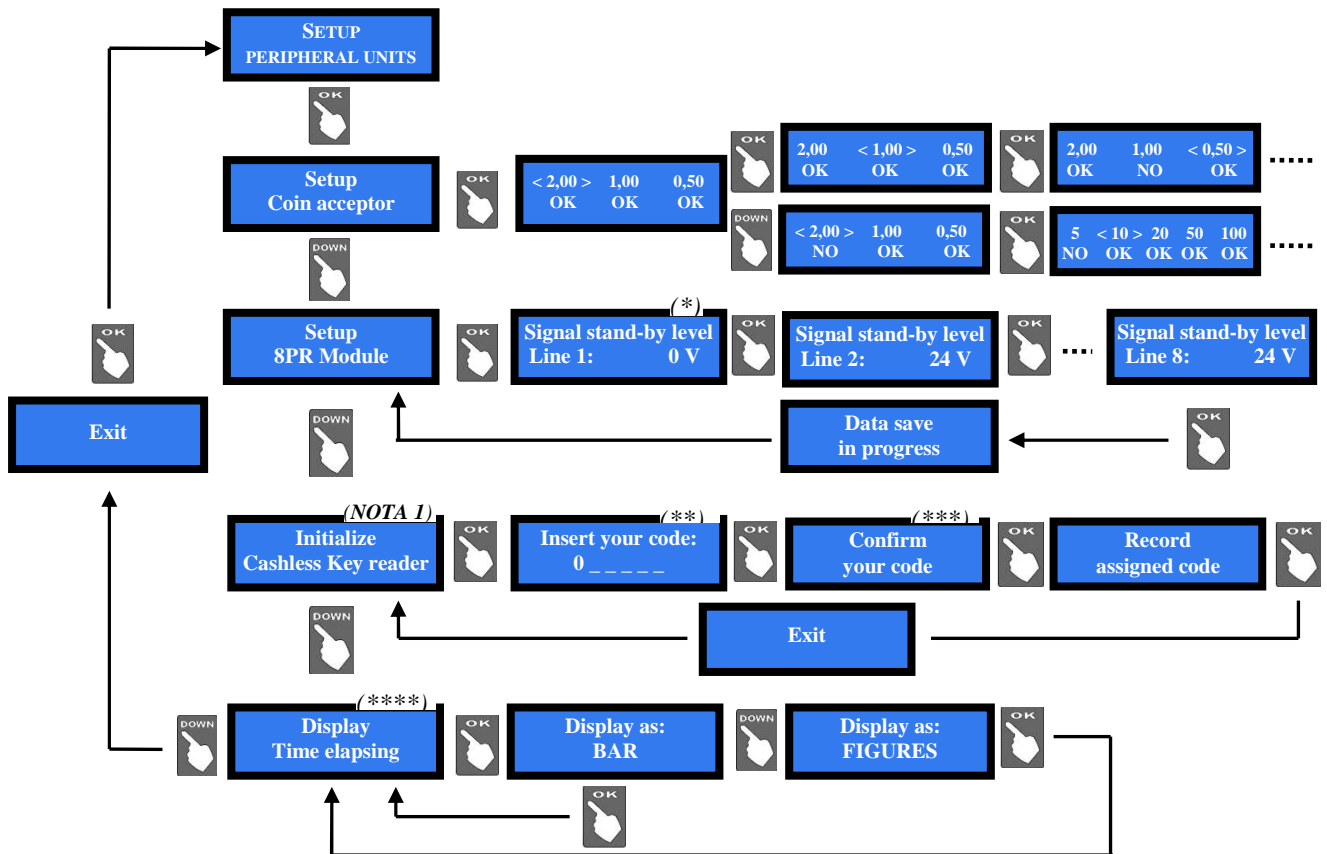 SETUP
PERIPHERAL UNITS
OK
Setup
Coin acceptor
OK
< 2,00 > 1,00 0,50
OK OK OK
OK
2,00 < 1,00 > 0,50
OK OK OK
OK
2,00 1,00 < 0,50 >
OK NO OK
......
DOWN
< 2,00 > 1,00 0,50
NO OK OK
OK
5 < 10 > 20 50 100
NO OK OK OK OK
......
DOWN
Setup
8PR Module
OK
(*)
Signal stand-by level
Line 1: 0 V
OK
Signal stand-by level
Line 2: 24 V
OK
....
Signal stand-by level
Line 8: 24 V
OK
Data save
in progress
OK
Exit
DOWN
(NOTA 1)
Initialize
Cashless Key reader
OK
(**)
Insert your code:
0 _ _ _ _ _
OK
(***)
Confirm
your code
OK
Record
assigned code
OK
Exit
DOWN
DOWN
(****)
Display
Time elapsing
OK
Display as:
BAR
DOWN
Display as:
FIGURES
OK
OK